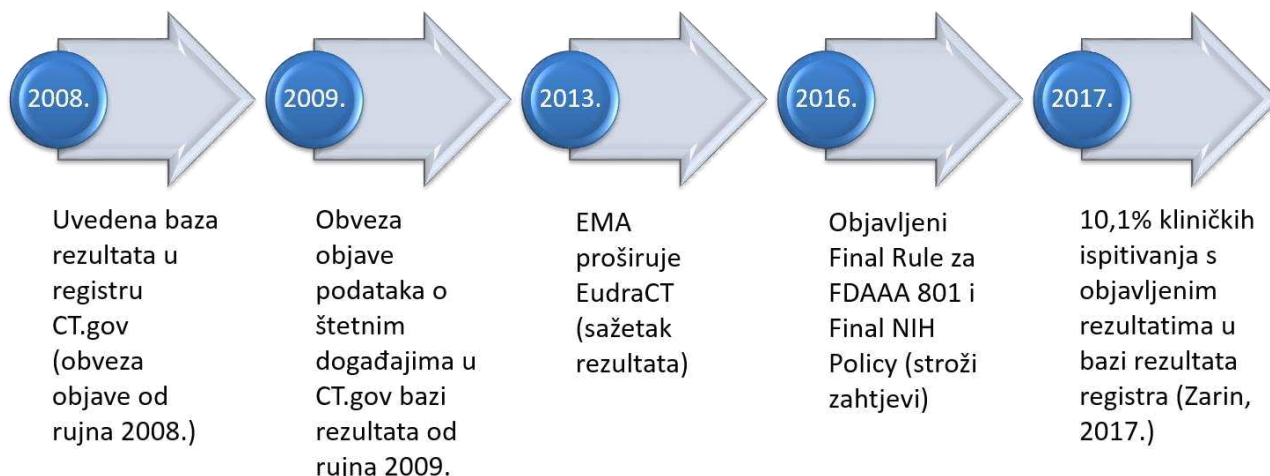 2008.
Uvedena baza
rezultata u
registru
CT.gov
(obveza
objave od
rujna 2008.)
2009.
Obveza
objave
podataka o
štetnim
događajima u
CT.gov bazi
rezultata od
rujna 2009.
2013.
EMA
proširuje
EudraCT
(sažetak
rezultata)
2016.
Objavljeni
Final Rule za
FDAAA 801 i
Final NIH
Policy (stroži
zahtjevi)
2017.
10,1% kliničkih
ispitivanja s
objavljenim
rezultatima u
bazi rezultata
registra (Zarin,
2017.)